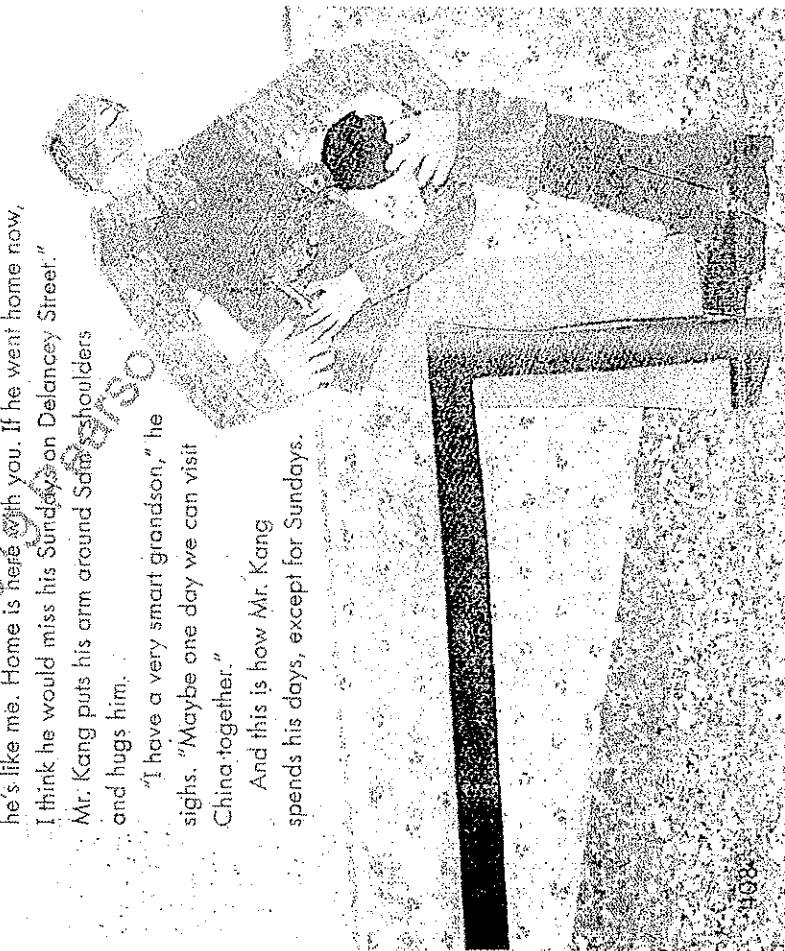 he's like me. Home is here with you. If he went home now,
I think he would miss his Sundays on Delancey Street."
Mr. Kang puts his arm around Sam's shoulders
and hugs him.
"I have a very smart grandson," he
sighs. "Maybe one day we can visit
China together."
And this is how Mr. Kang
spends his days, except for Sundays.
108